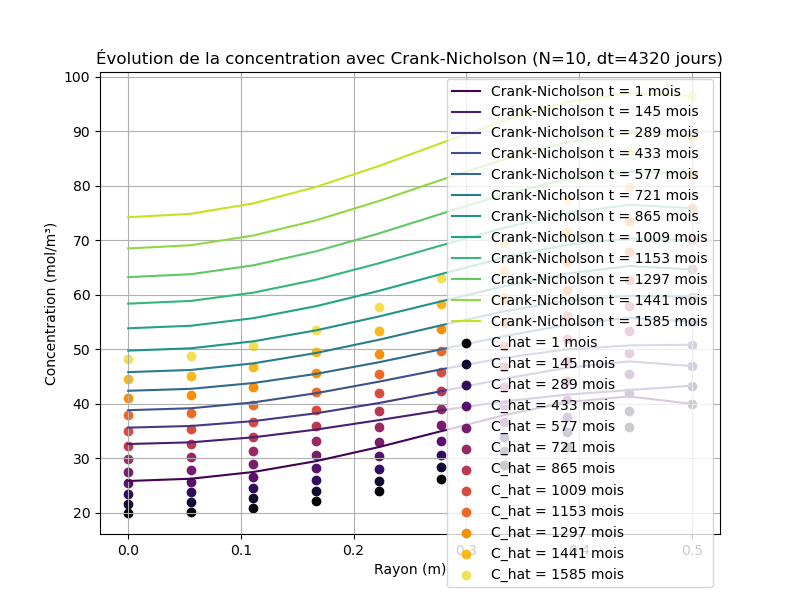 Évolution de la concentration avec Crank-Nicholson (N=10, dt=4320 jours)
100
90
80
70
60
50
40
30
20
Concentration (mol/m³)
0.0
0.1
0.2
0.3
0.4
0.5
Rayon (m)
Crank-Nicholson t = 1 mois
Crank-Nicholson t = 145 mois
Crank-Nicholson t = 289 mois
Crank-Nicholson t = 433 mois
Crank-Nicholson t = 577 mois
Crank-Nicholson t = 721 mois
Crank-Nicholson t = 865 mois
Crank-Nicholson t = 1009 mois
Crank-Nicholson t = 1153 mois
Crank-Nicholson t = 1297 mois
Crank-Nicholson t = 1441 mois
Crank-Nicholson t = 1585 mois
C_hat = 1 mois
C_hat = 145 mois
C_hat = 289 mois
C_hat = 433 mois
C_hat = 577 mois
C_hat = 721 mois
C_hat = 865 mois
C_hat = 1009 mois
C_hat = 1153 mois
C_hat = 1297 mois
C_hat = 1441 mois
C_hat = 1585 mois